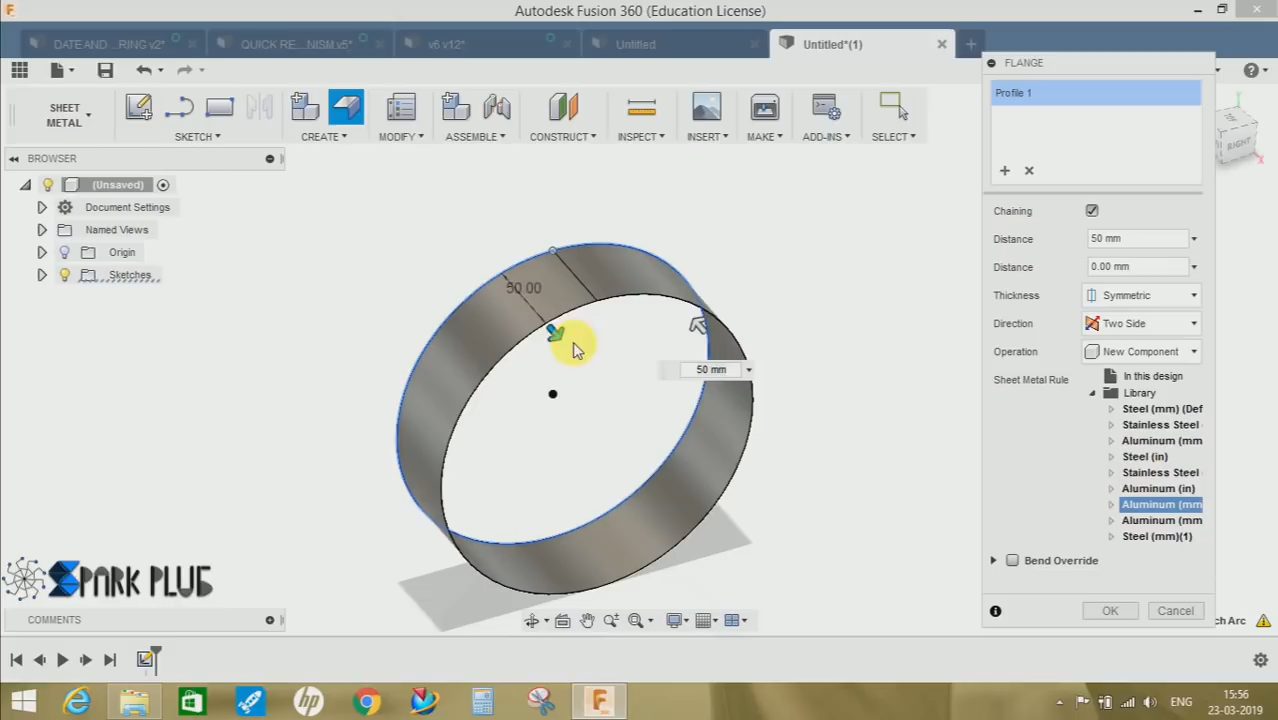 Autodesk Fusion 360 (Education License)
DATE AND ...RING v2*
QUICK RE....NISM.v5*
v6 v12*
Untitled
Untitled*(1)
SHEET METAL
SKETCH
CREATE
MODIFY
ASSEMBLE
CONSTRUCT
INSPECT
INSERT
MAKE
ADD-INS
SELECT
BROWSER
(Unsaved)
Document Settings
Named Views
Origin
Sketches
50.00
50 mm
RIGHT
FLANGE
Profile 1
Chaining
Distance 50 mm
Distance 0.00 mm
Thickness Symmetric
Direction Two Side
Operation New Component
Sheet Metal Rule In this design
Library
Steel (mm) (Def
Stainless Steel
Aluminum (mm
Steel (in)
Stainless Steel
Aluminum (in)
Aluminum (mm
Aluminum (mm
Steel (mm)(1)
Bend Override
OK Cancel
ch Arc
SPARK PLUG
COMMENTS
hp
ENG
15:56
23-03-2019